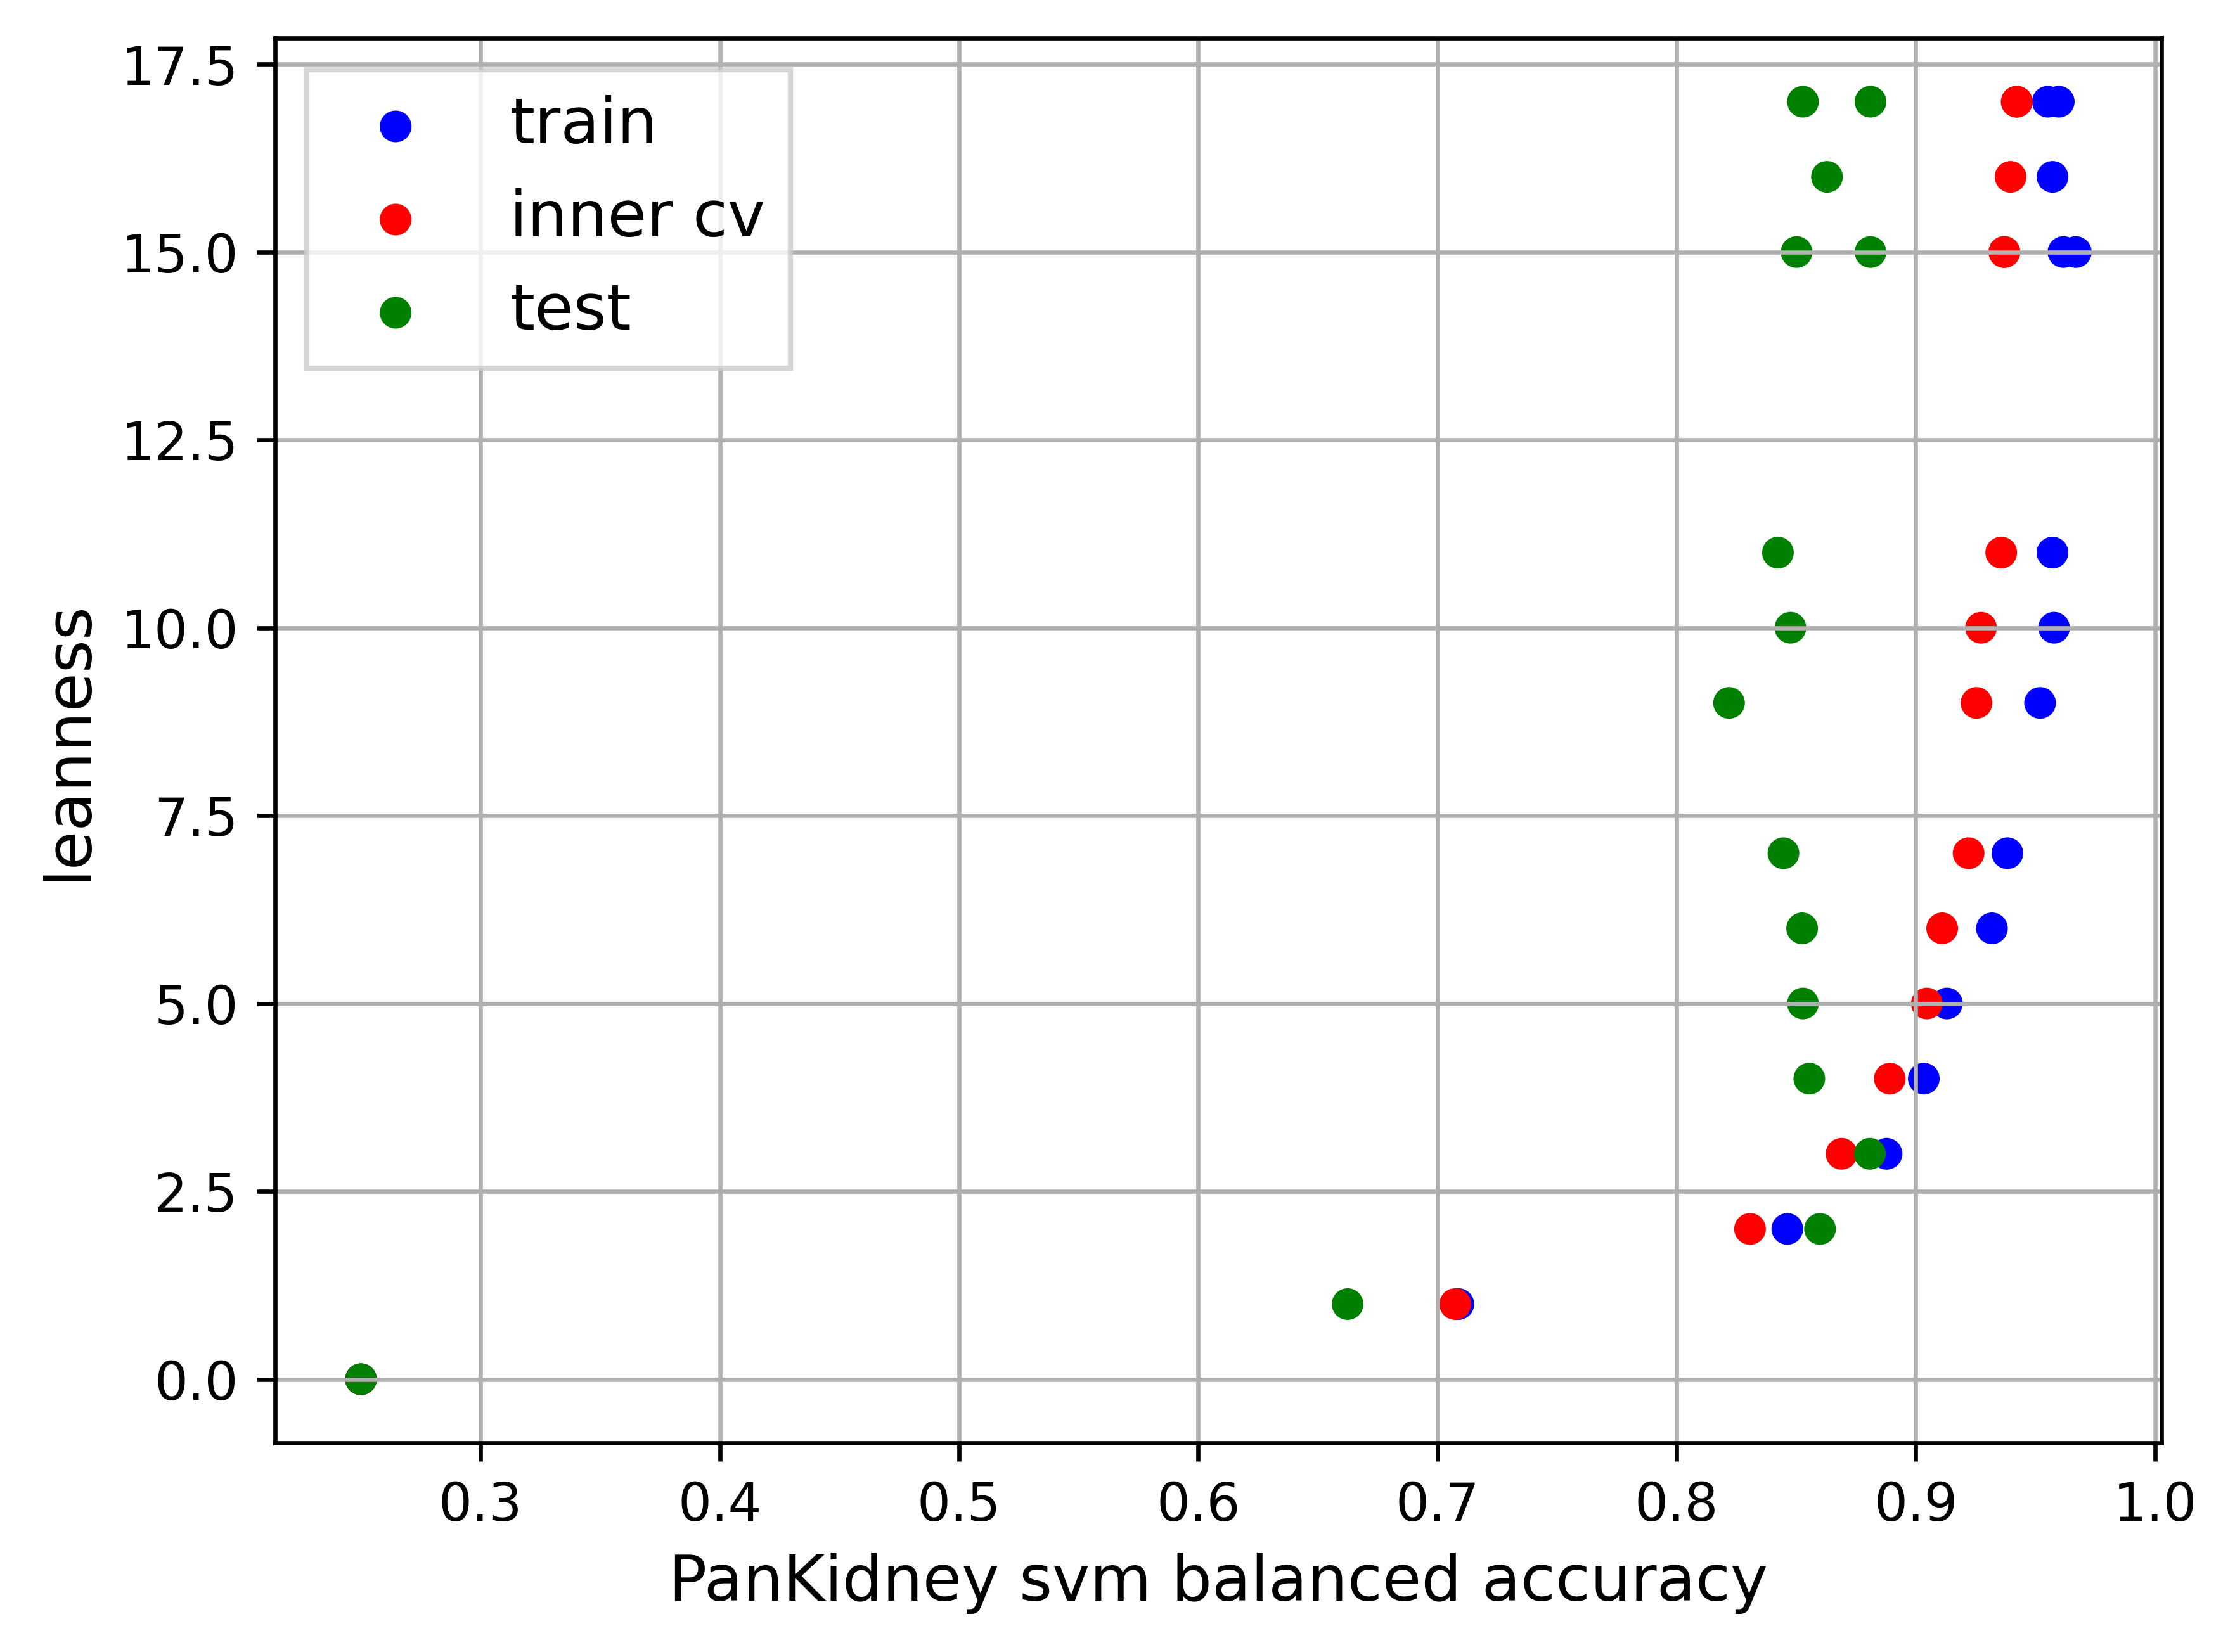 17.5
15.0
12.5
10.0
7.5
5.0
2.5
0.0
leanness
train
inner cv
test
0.3 0.4 0.5 0.6 0.7 0.8 0.9 1.0
PanKidney svm balanced accuracy